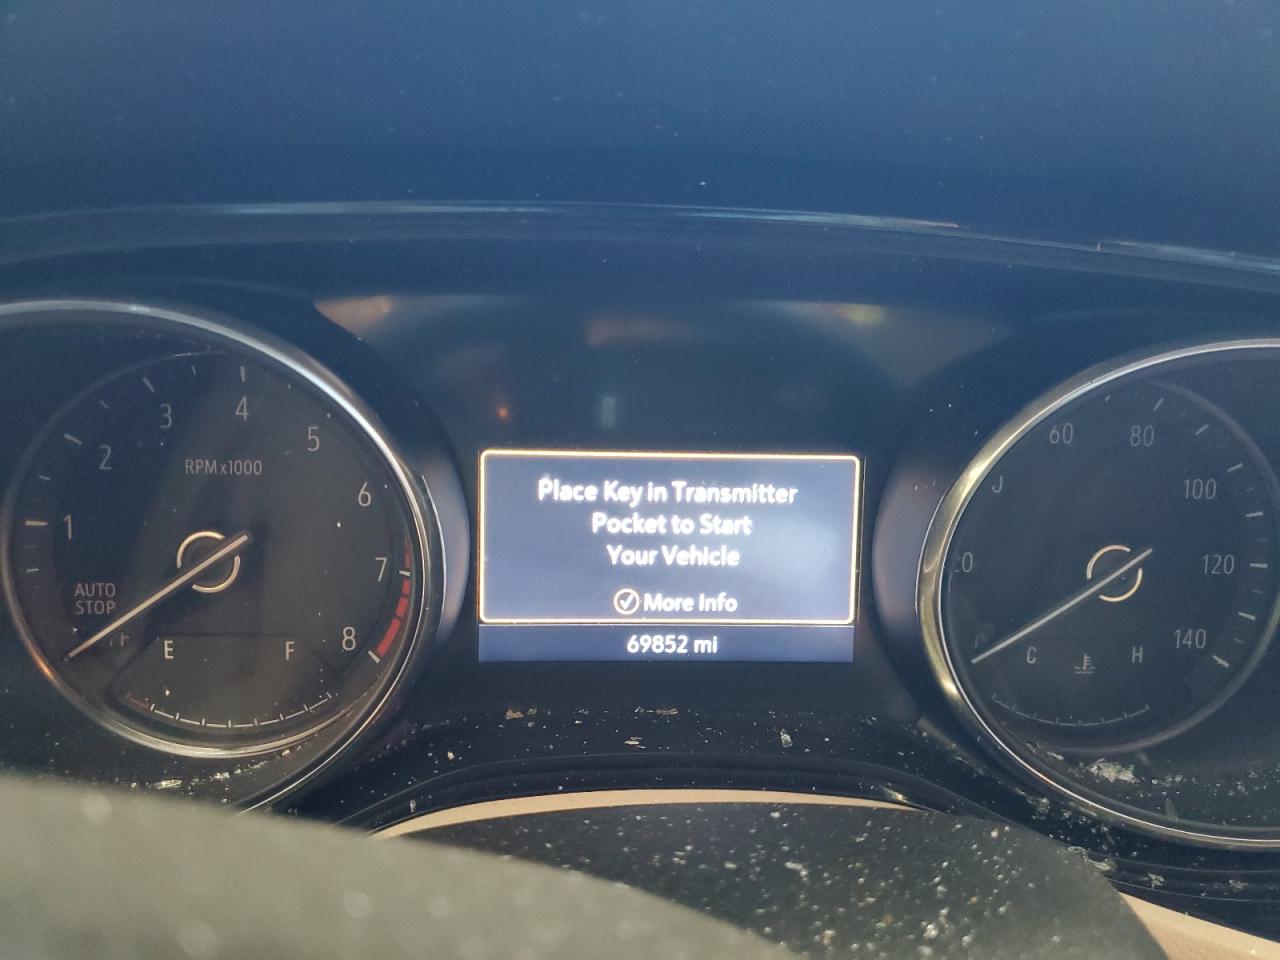 1
2
3
4
5
6
7
8
RPM x1000
AUTO
STOP
E
F
Place Key in Transmitter
Pocket to Start
Your Vehicle
More Info
69852 mi
60
80
100
120
140
C
H